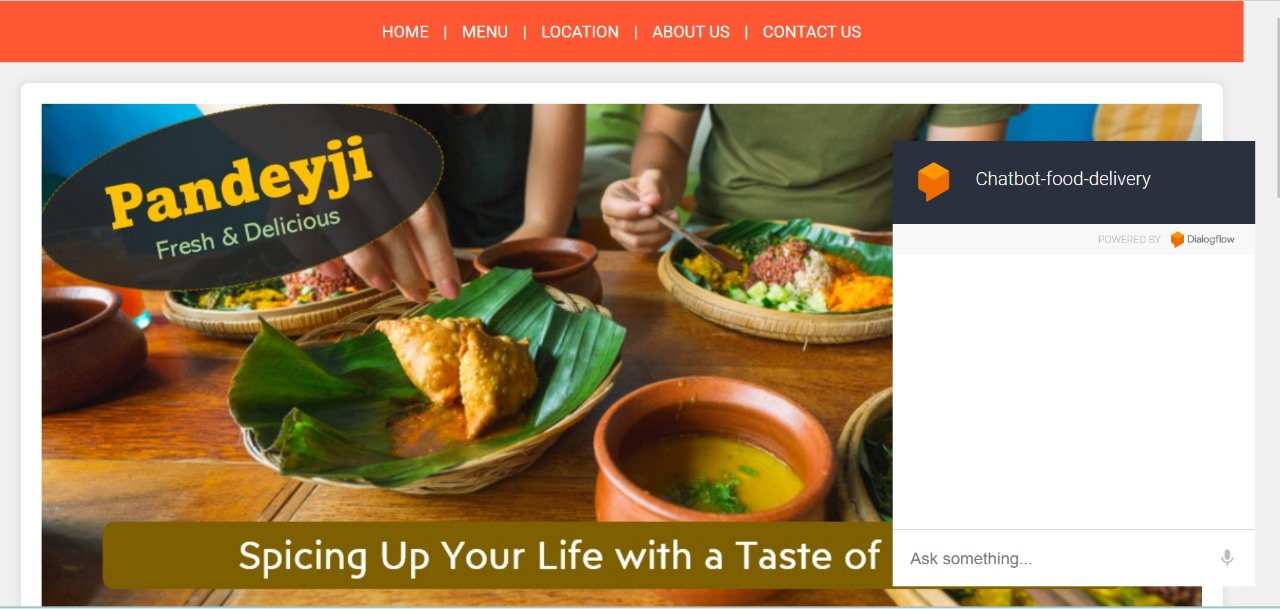 HOME | MENU | LOCATION | ABOUT US | CONTACT US
Pandeyji
Fresh & Delicious
Chatbot-food-delivery
POWERED BY Dialogflow
Spicing Up Your Life with a Taste of
Ask something...